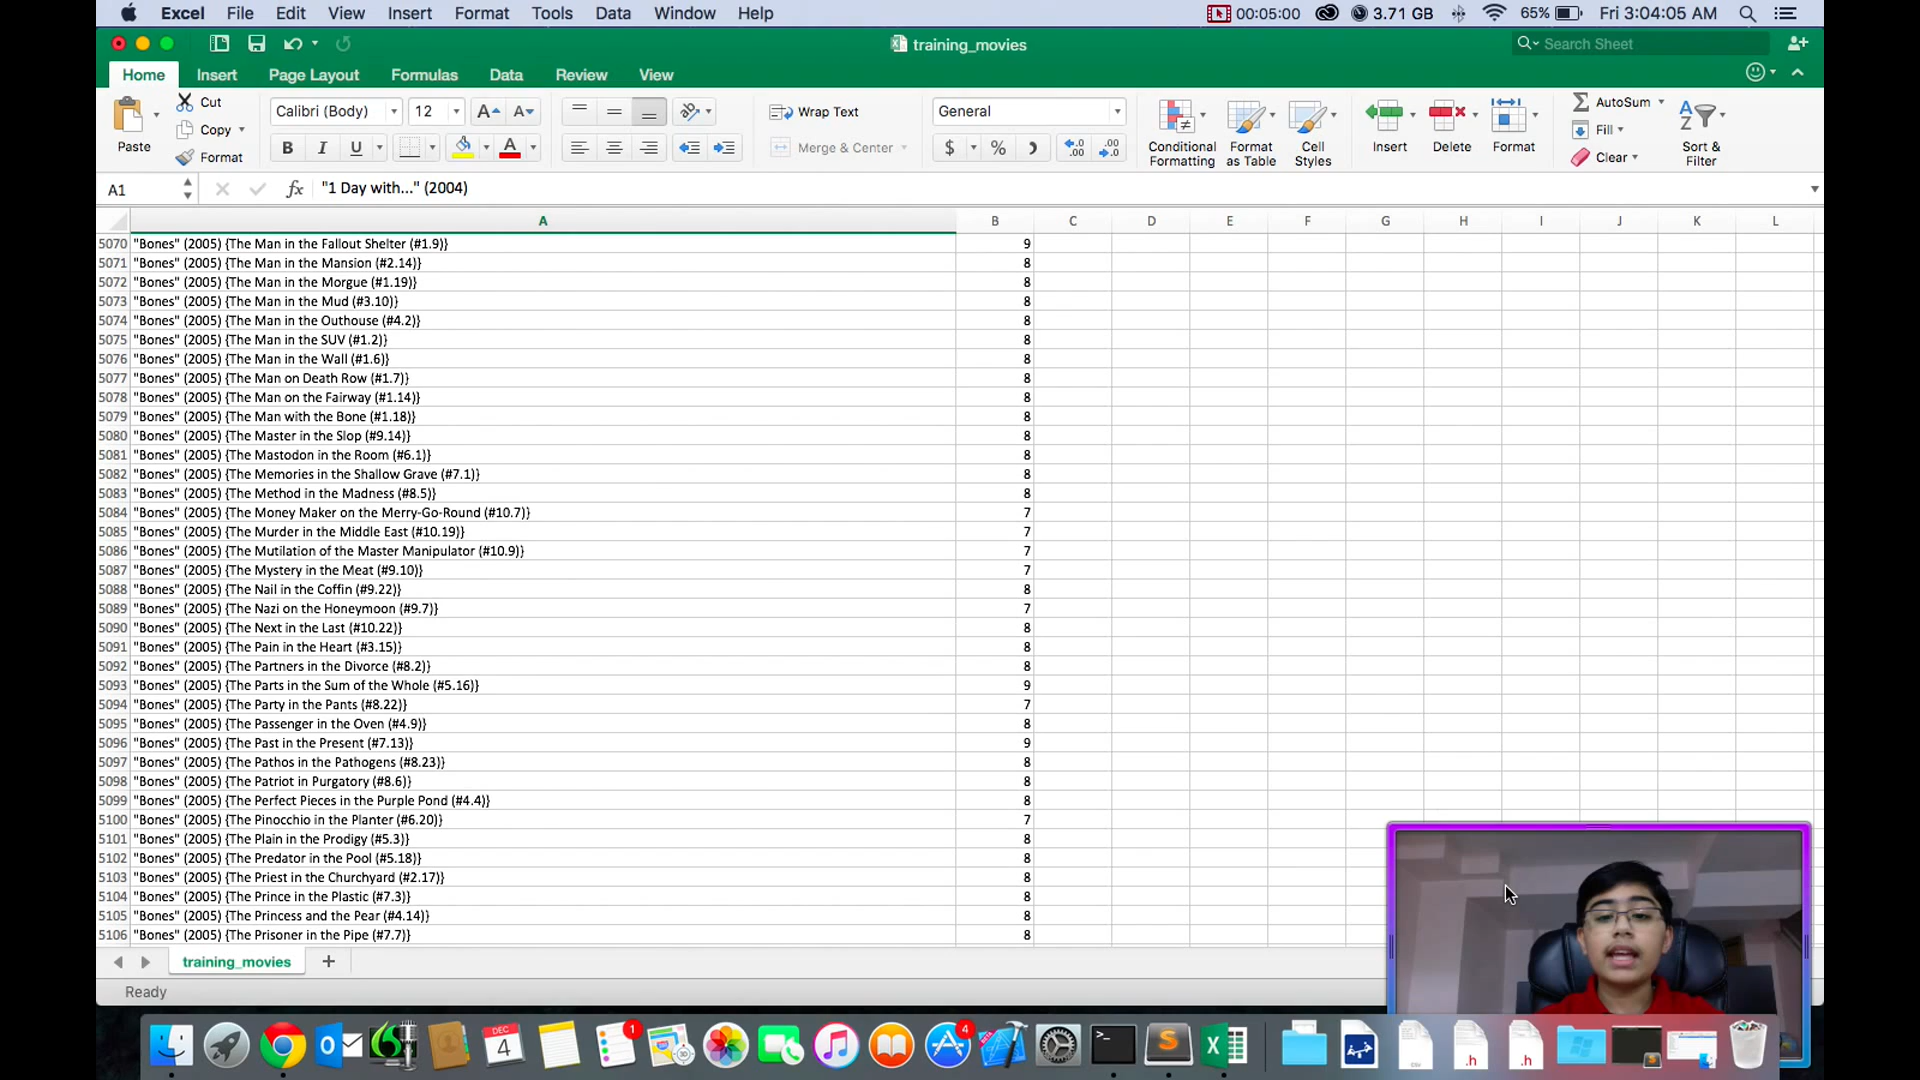 Excel File Edit View Insert Format Tools Data Window Help 00:05:00 3.71 GB 65% Fri 3:04:05 AM
training_movies Search Sheet
Home Insert Page Layout Formulas Data Review View
Paste Cut Copy Format Calibri (Body) 12 Wrap Text Merge & Center General Conditional Formatting Format as Table Cell Styles Insert Delete Format AutoSum Fill Clear Sort & Filter
A1 fx "1 Day with..." (2004)
A B C D E F G H I J K L
5070 "Bones" (2005) {The Man in the Fallout Shelter (#1.9)} 9
5071 "Bones" (2005) {The Man in the Mansion (#2.14)} 8
5072 "Bones" (2005) {The Man in the Morgue (#1.19)} 8
5073 "Bones" (2005) {The Man in the Mud (#3.10)} 8
5074 "Bones" (2005) {The Man in the Outhouse (#4.2)} 8
5075 "Bones" (2005) {The Man in the SUV (#1.2)} 8
5076 "Bones" (2005) {The Man in the Wall (#1.6)} 8
5077 "Bones" (2005) {The Man on Death Row (#1.7)} 8
5078 "Bones" (2005) {The Man on the Fairway (#1.14)} 8
5079 "Bones" (2005) {The Man with the Bone (#1.18)} 8
5080 "Bones" (2005) {The Master in the Slop (#9.14)} 8
5081 "Bones" (2005) {The Mastodon in the Room (#6.1)} 8
5082 "Bones" (2005) {The Memories in the Shallow Grave (#7.1)} 8
5083 "Bones" (2005) {The Method in the Madness (#8.5)} 8
5084 "Bones" (2005) {The Money Maker on the Merry-Go-Round (#10.7)} 7
5085 "Bones" (2005) {The Murder in the Middle East (#10.19)} 7
5086 "Bones" (2005) {The Mutilation of the Master Manipulator (#10.9)} 7
5087 "Bones" (2005) {The Mystery in the Meat (#9.10)} 7
5088 "Bones" (2005) {The Nail in the Coffin (#9.22)} 8
5089 "Bones" (2005) {The Nazi on the Honeymoon (#9.7)} 7
5090 "Bones" (2005) {The Next in the Last (#10.22)} 8
5091 "Bones" (2005) {The Pain in the Heart (#3.15)} 8
5092 "Bones" (2005) {The Partners in the Divorce (#8.2)} 8
5093 "Bones" (2005) {The Parts in the Sum of the Whole (#5.16)} 9
5094 "Bones" (2005) {The Party in the Pants (#8.22)} 7
5095 "Bones" (2005) {The Passenger in the Oven (#4.9)} 8
5096 "Bones" (2005) {The Past in the Present (#7.13)} 9
5097 "Bones" (2005) {The Pathos in the Pathogens (#8.23)} 8
5098 "Bones" (2005) {The Patriot in Purgatory (#8.6)} 8
5099 "Bones" (2005) {The Perfect Pieces in the Purple Pond (#4.4)} 8
5100 "Bones" (2005) {The Pinocchio in the Planter (#6.20)} 7
5101 "Bones" (2005) {The Plain in the Prodigy (#5.3)} 8
5102 "Bones" (2005) {The Predator in the Pool (#5.18)} 8
5103 "Bones" (2005) {The Priest in the Churchyard (#2.17)} 8
5104 "Bones" (2005) {The Prince in the Plastic (#7.3)} 8
5105 "Bones" (2005) {The Princess and the Pear (#4.14)} 8
5106 "Bones" (2005) {The Prisoner in the Pipe (#7.7)} 8
training_movies +
Ready
DEC 4 1 4 .h .h